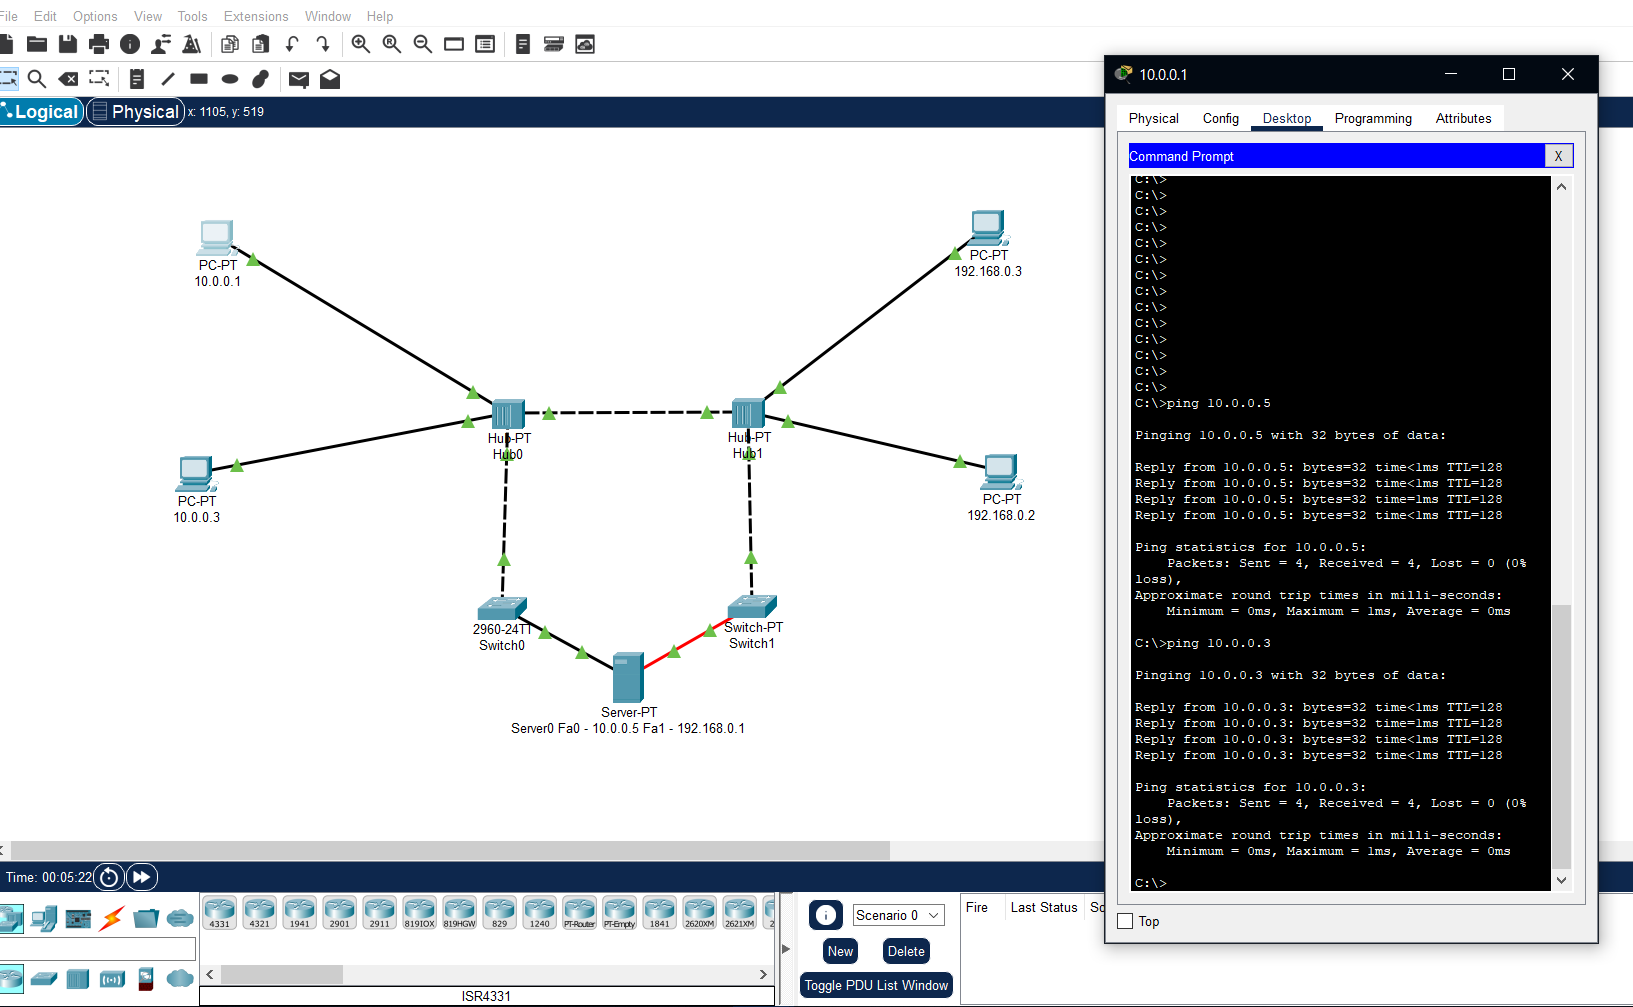 File Edit Options View Tools Extensions Window Help
Logical Physical x: 1105, y: 519
PC-PT
10.0.0.1
PC-PT
192.168.0.3
Hub-PT
Hub0
Hub-PT
Hub1
PC-PT
10.0.0.3
PC-PT
192.168.0.2
2960-24TT
Switch0
Switch-PT
Switch1
Server-PT
Server0 Fa0 - 10.0.0.5 Fa1 - 192.168.0.1
10.0.0.1
Physical Config Desktop Programming Attributes
Command Prompt X
C:\>
C:\>
C:\>
C:\>
C:\>
C:\>
C:\>
C:\>
C:\>
C:\>
C:\>
C:\>
C:\>
C:\>
C:\>ping 10.0.0.5
Pinging 10.0.0.5 with 32 bytes of data:
Reply from 10.0.0.5: bytes=32 time<1ms TTL=128
Reply from 10.0.0.5: bytes=32 time<1ms TTL=128
Reply from 10.0.0.5: bytes=32 time=1ms TTL=128
Reply from 10.0.0.5: bytes=32 time<1ms TTL=128
Ping statistics for 10.0.0.5:
Packets: Sent = 4, Received = 4, Lost = 0 (0%
loss),
Approximate round trip times in milli-seconds:
Minimum = 0ms, Maximum = 1ms, Average = 0ms
C:\>ping 10.0.0.3
Pinging 10.0.0.3 with 32 bytes of data:
Reply from 10.0.0.3: bytes=32 time<1ms TTL=128
Reply from 10.0.0.3: bytes=32 time=1ms TTL=128
Reply from 10.0.0.3: bytes=32 time<1ms TTL=128
Reply from 10.0.0.3: bytes=32 time<1ms TTL=128
Ping statistics for 10.0.0.3:
Packets: Sent = 4, Received = 4, Lost = 0 (0%
loss),
Approximate round trip times in milli-seconds:
Minimum = 0ms, Maximum = 1ms, Average = 0ms
C:\>
Top
Time: 00:05:22
4331 4321 1941 2901 2911 819IOX 819HGW 829 1240 PT-Router PT-Empty 1841 2620XM 2621XM 2
ISR4331
Scenario 0
New Delete
Toggle PDU List Window
Fire Last Status So